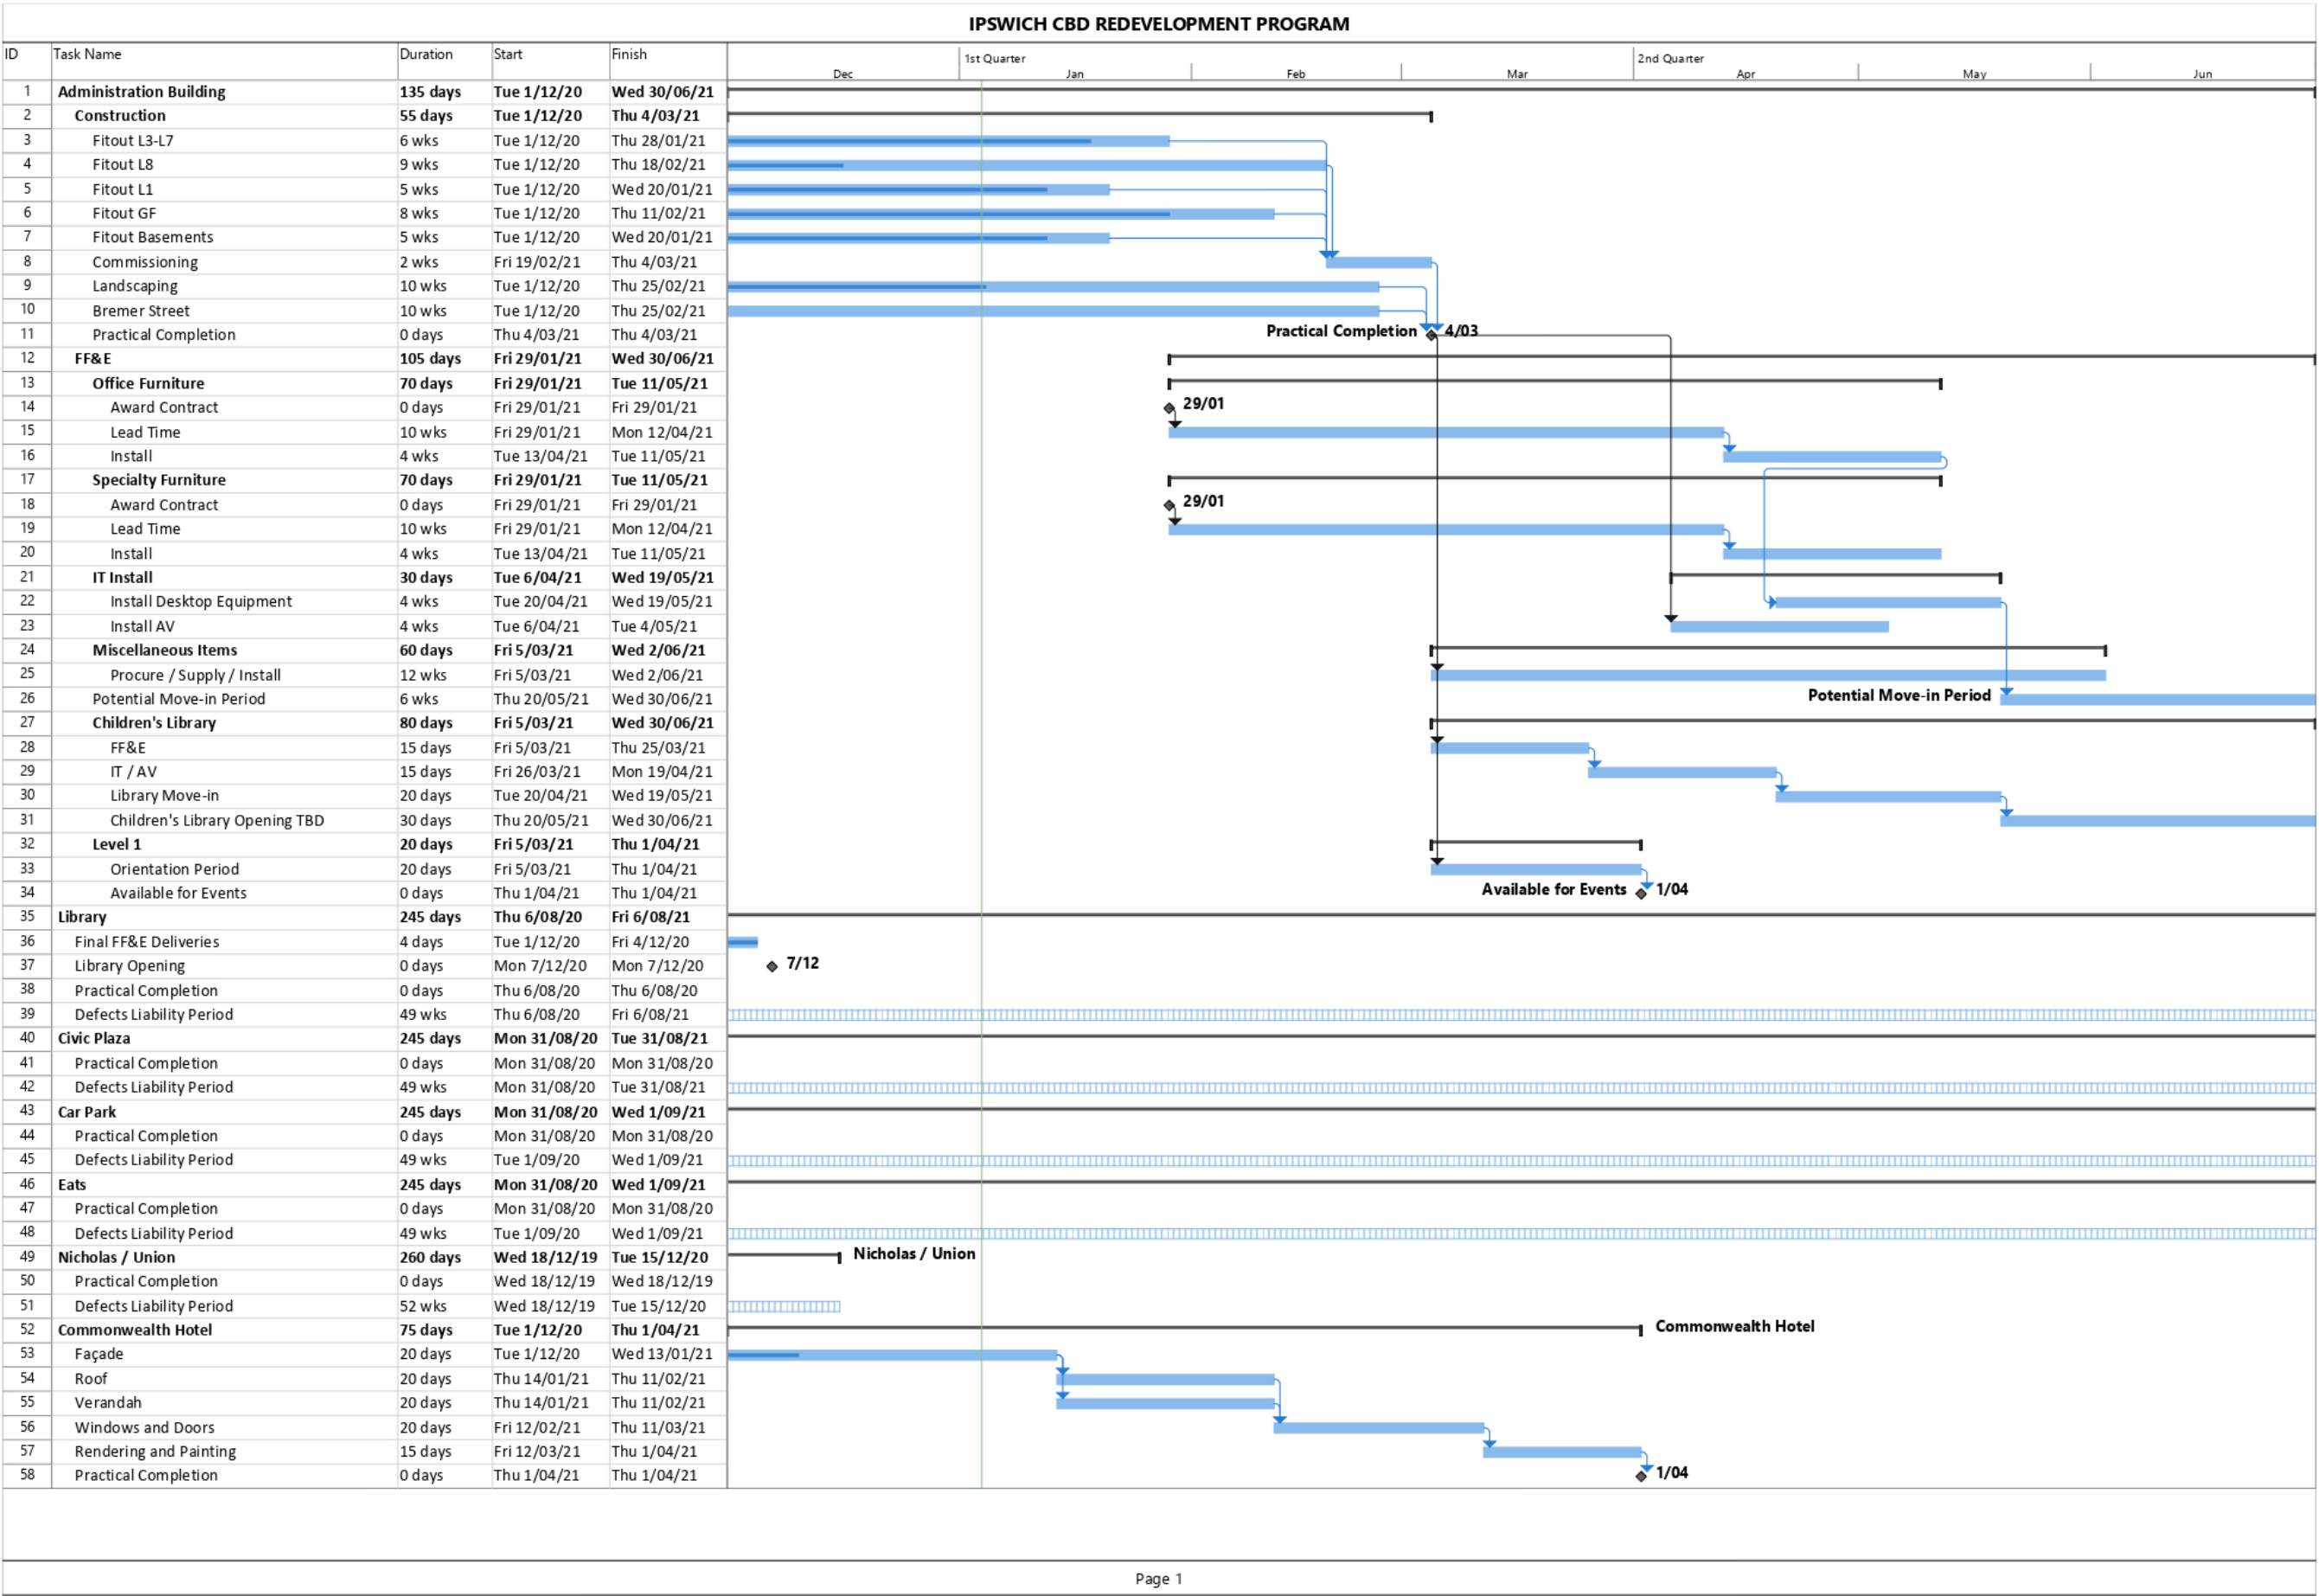 IPSWICH CBD REDEVELOPMENT PROGRAM
ID Task Name Duration Start Finish 1st Quarter 2nd Quarter
Dec Jan Feb Mar Apr May Jun
1 Administration Building 135 days Tue 1/12/20 Wed 30/06/21
2 Construction 55 days Tue 1/12/20 Thu 4/03/21
3 Fitout L3-L7 6 wks Tue 1/12/20 Thu 28/01/21
4 Fitout L8 9 wks Tue 1/12/20 Thu 18/02/21
5 Fitout L1 5 wks Tue 1/12/20 Wed 20/01/21
6 Fitout GF 8 wks Tue 1/12/20 Thu 11/02/21
7 Fitout Basements 5 wks Tue 1/12/20 Wed 20/01/21
8 Commissioning 2 wks Fri 19/02/21 Thu 4/03/21
9 Landscaping 10 wks Tue 1/12/20 Thu 25/02/21
10 Bremer Street 10 wks Tue 1/12/20 Thu 25/02/21
11 Practical Completion 0 days Thu 4/03/21 Thu 4/03/21 Practical Completion 4/03
12 FF&E 105 days Fri 29/01/21 Wed 30/06/21
13 Office Furniture 70 days Fri 29/01/21 Tue 11/05/21
14 Award Contract 0 days Fri 29/01/21 Fri 29/01/21 29/01
15 Lead Time 10 wks Fri 29/01/21 Mon 12/04/21
16 Install 4 wks Tue 13/04/21 Tue 11/05/21
17 Specialty Furniture 70 days Fri 29/01/21 Tue 11/05/21
18 Award Contract 0 days Fri 29/01/21 Fri 29/01/21 29/01
19 Lead Time 10 wks Fri 29/01/21 Mon 12/04/21
20 Install 4 wks Tue 13/04/21 Tue 11/05/21
21 IT Install 30 days Tue 6/04/21 Wed 19/05/21
22 Install Desktop Equipment 4 wks Tue 20/04/21 Wed 19/05/21
23 Install AV 4 wks Tue 6/04/21 Tue 4/05/21
24 Miscellaneous Items 60 days Fri 5/03/21 Wed 2/06/21
25 Procure / Supply / Install 12 wks Fri 5/03/21 Wed 2/06/21
26 Potential Move-in Period 6 wks Thu 20/05/21 Wed 30/06/21 Potential Move-in Period
27 Children's Library 80 days Fri 5/03/21 Wed 30/06/21
28 FF&E 15 days Fri 5/03/21 Thu 25/03/21
29 IT / AV 15 days Fri 26/03/21 Mon 19/04/21
30 Library Move-in 20 days Tue 20/04/21 Wed 19/05/21
31 Children's Library Opening TBD 30 days Thu 20/05/21 Wed 30/06/21
32 Level 1 20 days Fri 5/03/21 Thu 1/04/21
33 Orientation Period 20 days Fri 5/03/21 Thu 1/04/21
34 Available for Events 0 days Thu 1/04/21 Thu 1/04/21 Available for Events 1/04
35 Library 245 days Thu 6/08/20 Fri 6/08/21
36 Final FF&E Deliveries 4 days Tue 1/12/20 Fri 4/12/20
37 Library Opening 0 days Mon 7/12/20 Mon 7/12/20 7/12
38 Practical Completion 0 days Thu 6/08/20 Thu 6/08/20
39 Defects Liability Period 49 wks Thu 6/08/20 Fri 6/08/21
40 Civic Plaza 245 days Mon 31/08/20 Tue 31/08/21
41 Practical Completion 0 days Mon 31/08/20 Mon 31/08/20
42 Defects Liability Period 49 wks Mon 31/08/20 Tue 31/08/21
43 Car Park 245 days Mon 31/08/20 Wed 1/09/21
44 Practical Completion 0 days Mon 31/08/20 Mon 31/08/20
45 Defects Liability Period 49 wks Tue 1/09/20 Wed 1/09/21
46 Eats 245 days Mon 31/08/20 Wed 1/09/21
47 Practical Completion 0 days Mon 31/08/20 Mon 31/08/20
48 Defects Liability Period 49 wks Tue 1/09/20 Wed 1/09/21
49 Nicholas / Union 260 days Wed 18/12/19 Tue 15/12/20 Nicholas / Union
50 Practical Completion 0 days Wed 18/12/19 Wed 18/12/19
51 Defects Liability Period 52 wks Wed 18/12/19 Tue 15/12/20
52 Commonwealth Hotel 75 days Tue 1/12/20 Thu 1/04/21 Commonwealth Hotel
53 Façade 20 days Tue 1/12/20 Wed 13/01/21
54 Roof 20 days Thu 14/01/21 Thu 11/02/21
55 Verandah 20 days Thu 14/01/21 Thu 11/02/21
56 Windows and Doors 20 days Fri 12/02/21 Thu 11/03/21
57 Rendering and Painting 15 days Fri 12/03/21 Thu 1/04/21
58 Practical Completion 0 days Thu 1/04/21 Thu 1/04/21 1/04
Page 1